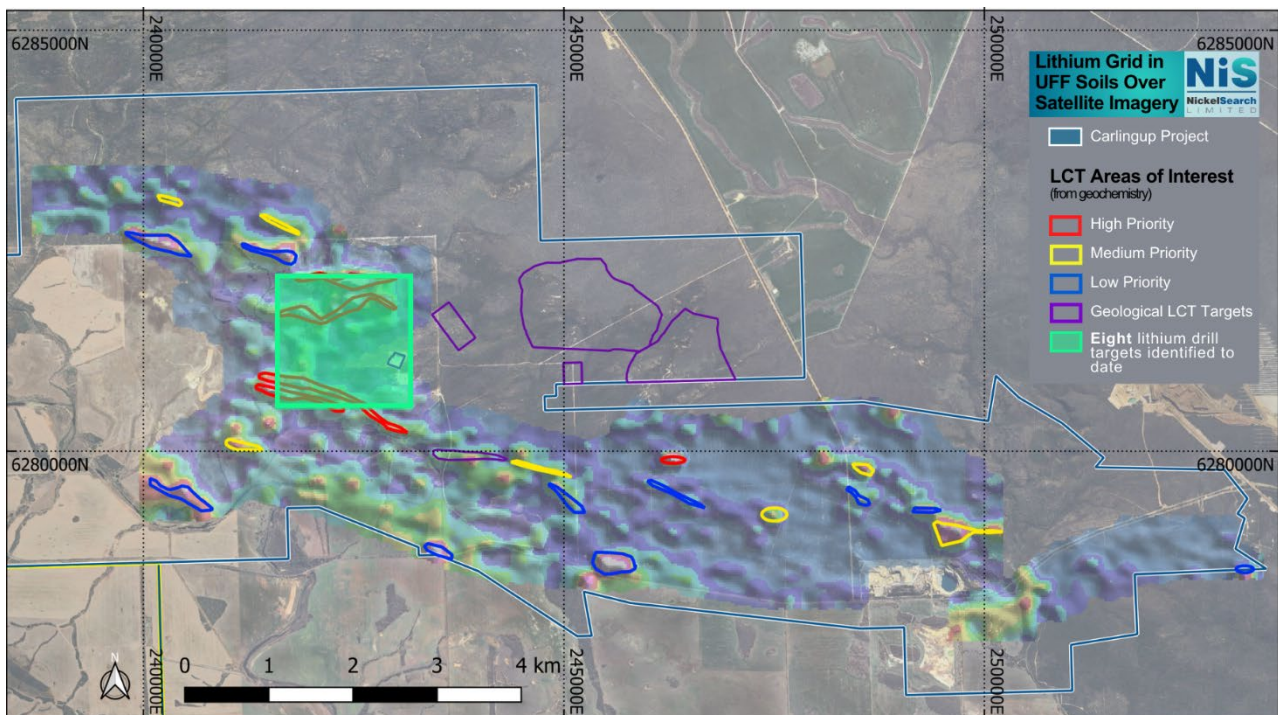 6285000N
240000E
245000E
250000E
6285000N
Lithium Grid in
UFF Soils Over
Satellite Imagery
NiS
NickelSearch
LIMITED
Carlingup Project
LCT Areas of Interest
(from geochemistry)
High Priority
Medium Priority
Low Priority
Geological LCT Targets
Eight lithium drill
targets identified to
date
6280000N
6280000N
N
0 1 2 3 4 km
240000E
245000E
250000E